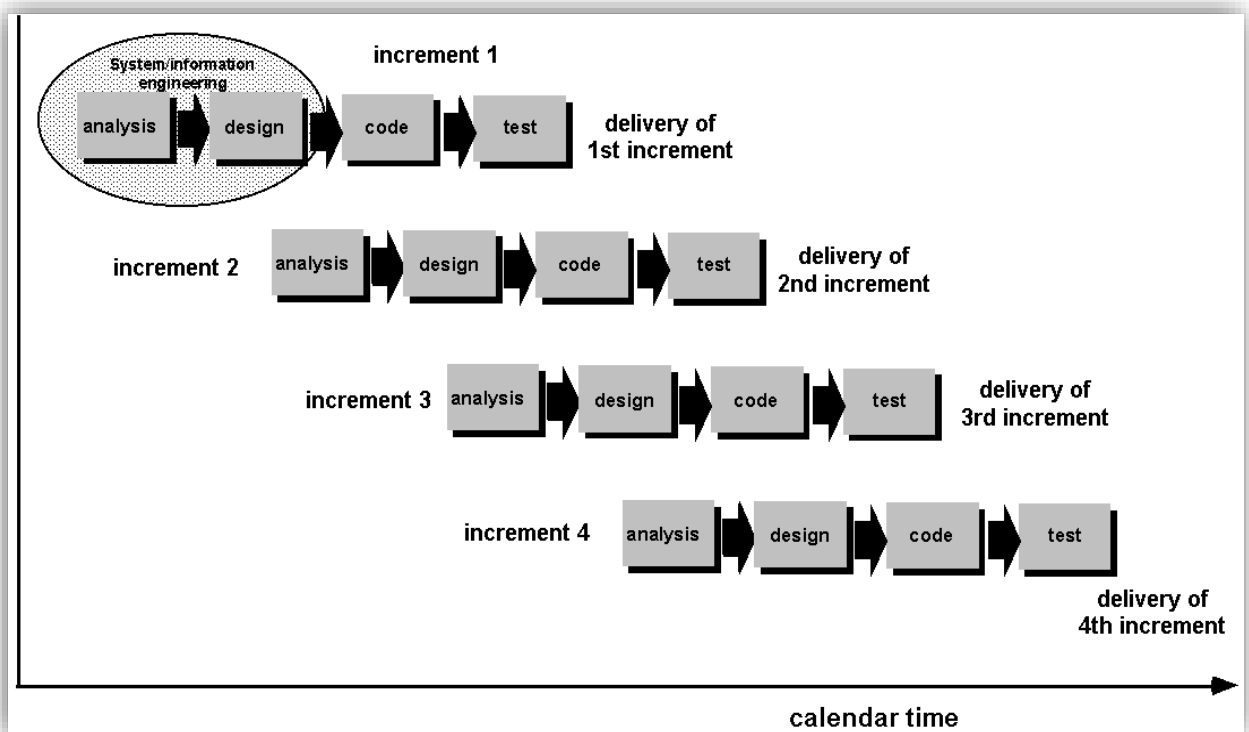 increment 1
System/information
engineering
analysis
design
code
test
delivery of
1st increment
increment 2
analysis
design
code
test
delivery of
2nd increment
increment 3
analysis
design
code
test
delivery of
3rd increment
increment 4
analysis
design
code
test
delivery of
4th increment
calendar time